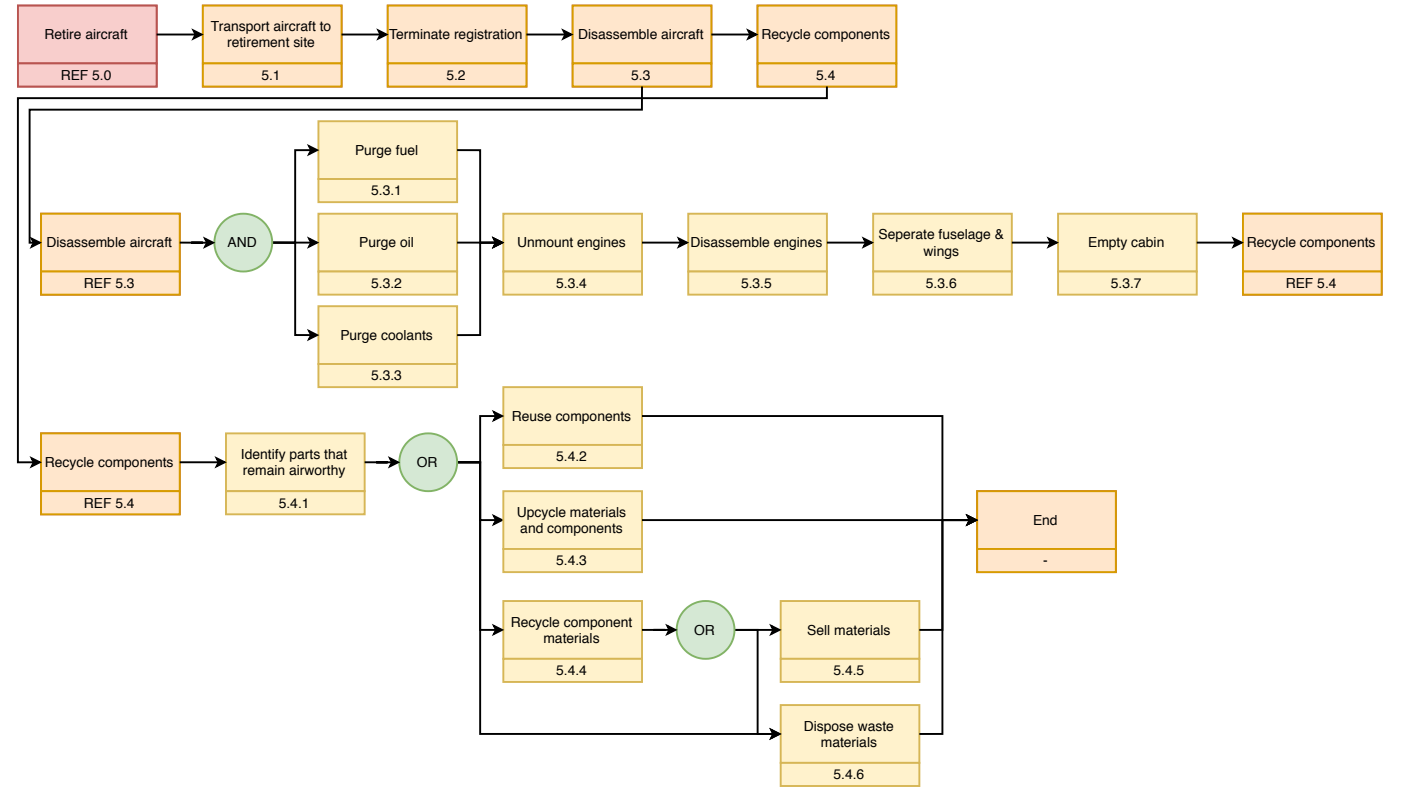 Retire aircraft
REF 5.0
Transport aircraft to
retirement site
5.1
Terminate registration
5.2
Disassemble aircraft
5.3
Recycle components
5.4
Purge fuel
5.3.1
Disassemble aircraft
REF 5.3
AND
Purge oil
5.3.2
Unmount engines
5.3.4
Disassemble engines
5.3.5
Seperate fuselage &
wings
5.3.6
Empty cabin
5.3.7
Recycle components
REF 5.4
Purge coolants
5.3.3
Recycle components
REF 5.4
Identify parts that
remain airworthy
5.4.1
OR
Reuse components
5.4.2
Upcycle materials
and components
5.4.3
End
-
Recycle component
materials
5.4.4
OR
Sell materials
5.4.5
Dispose waste
materials
5.4.6